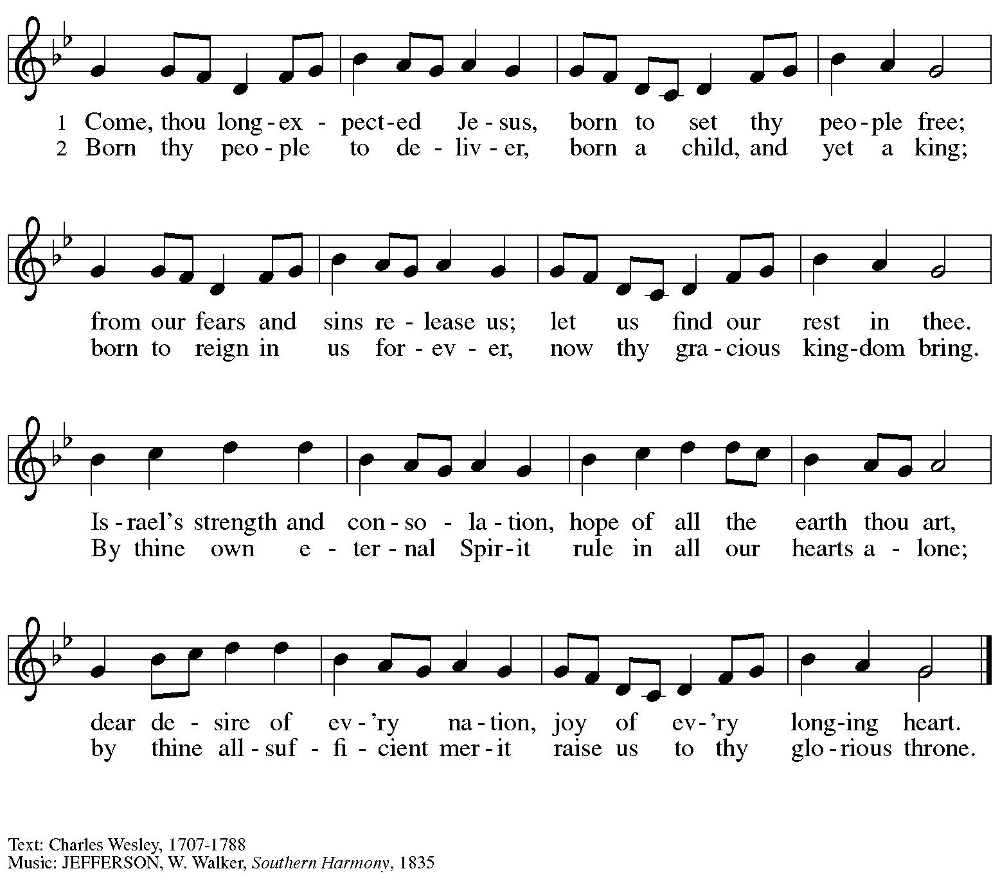 1 Come, thou long - ex - pect - ed Je - sus, born to set thy peo - ple free;
2 Born thy peo - ple to de - liv - er, born a child, and yet a king;
from our fears and sins re - lease us; let us find our rest in thee.
born to reign in us for - ev - er, now thy gra - cious king - dom bring.
Is - rael's strength and con - so - la - tion, hope of all the earth thou art,
By thine own e - ter - nal Spir - it rule in all our hearts a - lone;
dear de - sire of ev - 'ry na - tion, joy of ev - 'ry long - ing heart.
by thine all - suf - fi - cient mer - it raise us to thy glo - rious throne.
Text: Charles Wesley, 1707-1788
Music: JEFFERSON, W. Walker, Southern Harmony, 1835